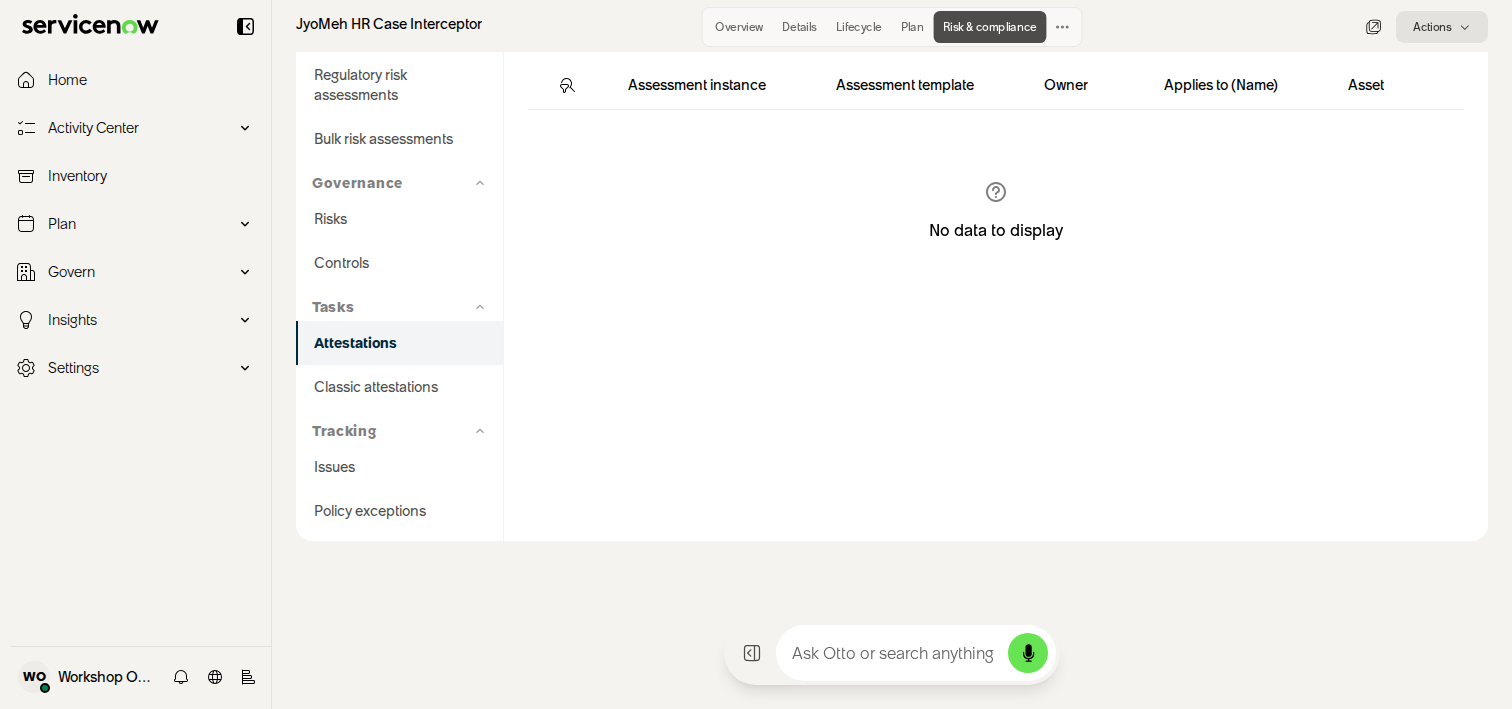 servicenow
Home
Activity Center
Inventory
Plan
Govern
Insights
Settings
WO
Workshop O...
JyoMeh HR Case Interceptor
Overview
Details
Lifecycle
Plan
Risk & compliance
Actions
Regulatory risk
assessments
Bulk risk assessments
Governance
Risks
Controls
Tasks
Attestations
Classic attestations
Tracking
Issues
Policy exceptions
Assessment instance
Assessment template
Owner
Applies to (Name)
Asset
No data to display
Ask Otto or search anything